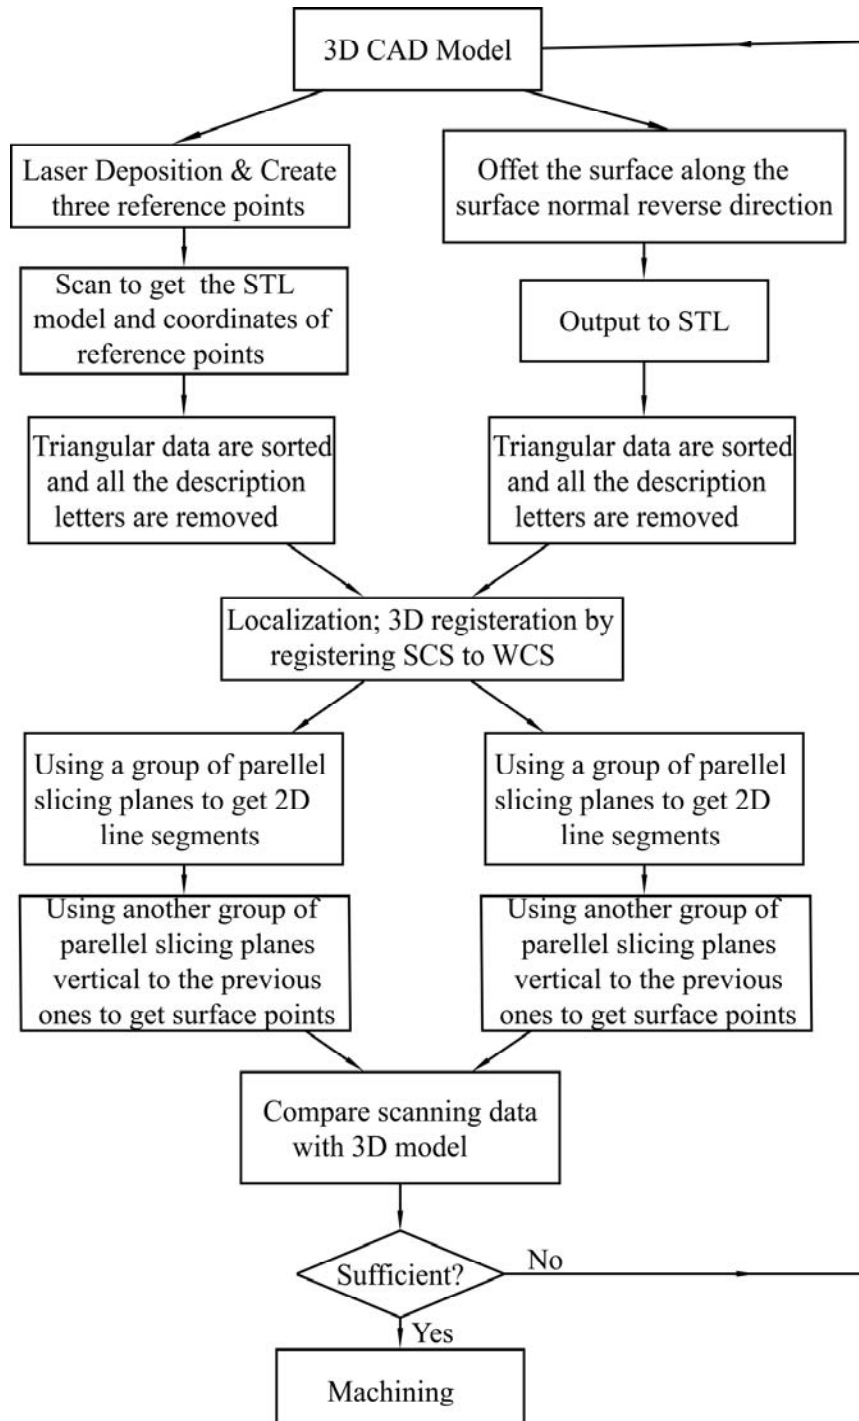 3D CAD Model
Laser Deposition & Create
three reference points
Offet the surface along the
surface normal reverse direction
Scan to get the STL
model and coordinates of
reference points
Output to STL
Triangular data are sorted
and all the description
letters are removed
Triangular data are sorted
and all the description
letters are removed
Localization; 3D registeration by
registering SCS to WCS
Using a group of parellel
slicing planes to get 2D
line segments
Using a group of parellel
slicing planes to get 2D
line segments
Using another group of
parellel slicing planes
vertical to the previous
ones to get surface points
Using another group of
parellel slicing planes
vertical to the previous
ones to get surface points
Compare scanning data
with 3D model
Sufficient?
No
Yes
Machining